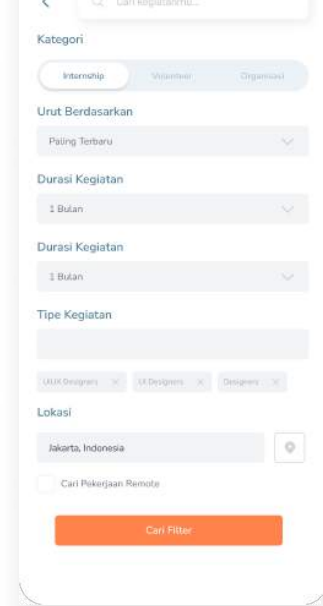 Cari kegiatanmu...
Kategori
Internship Volunteer Organisasi
Urut Berdasarkan
Paling Terbaru
Durasi Kegiatan
1 Bulan
Durasi Kegiatan
1 Bulan
Tipe Kegiatan
UI/UX Designers UI Designers Designers
Lokasi
Jakarta, Indonesia
Cari Pekerjaan Remote
Cari Filter